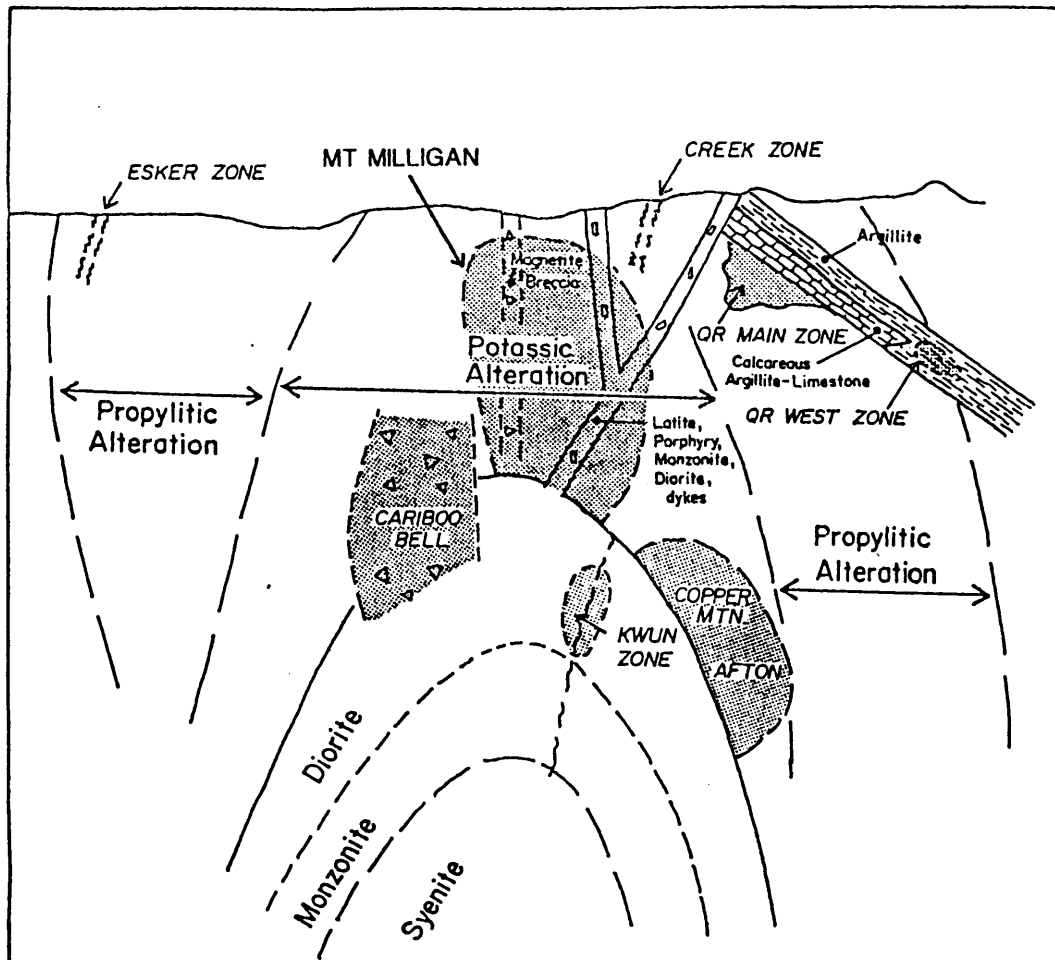 ESKER ZONE
MT MILLIGAN
CREEK ZONE
Argillite
Magnetite
Breccia
QR MAIN ZONE
Calcareous
Argillite-Limestone
QR WEST ZONE
Potassic
Alteration
Propylitic
Alteration
Latite,
Porphyry,
Monzonite,
Diorite,
dykes
CARIBOO
BELL
Propylitic
Alteration
COPPER
MTN.
AFTON
KWUN
ZONE
Diorite
Monzonite
Syenite